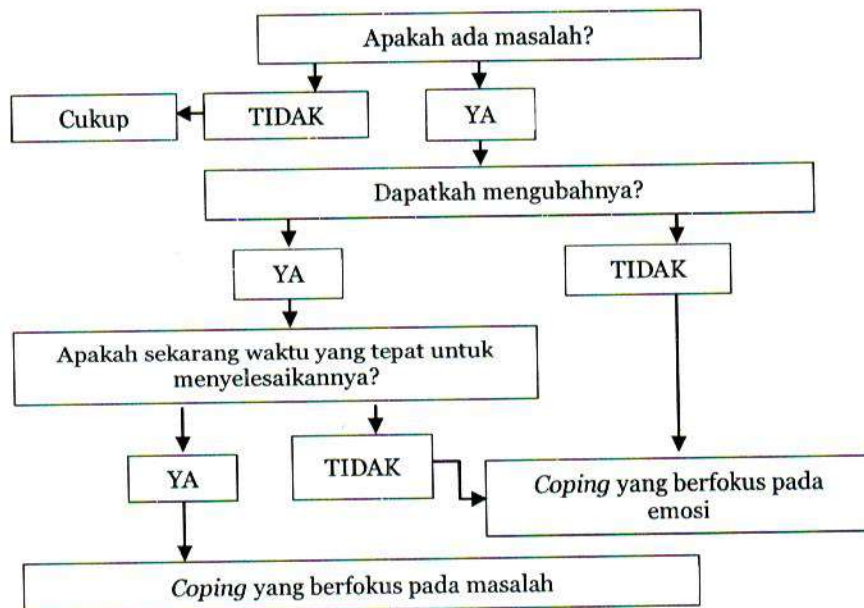 Apakah ada masalah?
Cukup
TIDAK
YA
Dapatkah mengubahnya?
YA
TIDAK
Apakah sekarang waktu yang tepat untuk
menyelesaikannya?
YA
TIDAK
Coping yang berfokus pada
emosi
Coping yang berfokus pada masalah